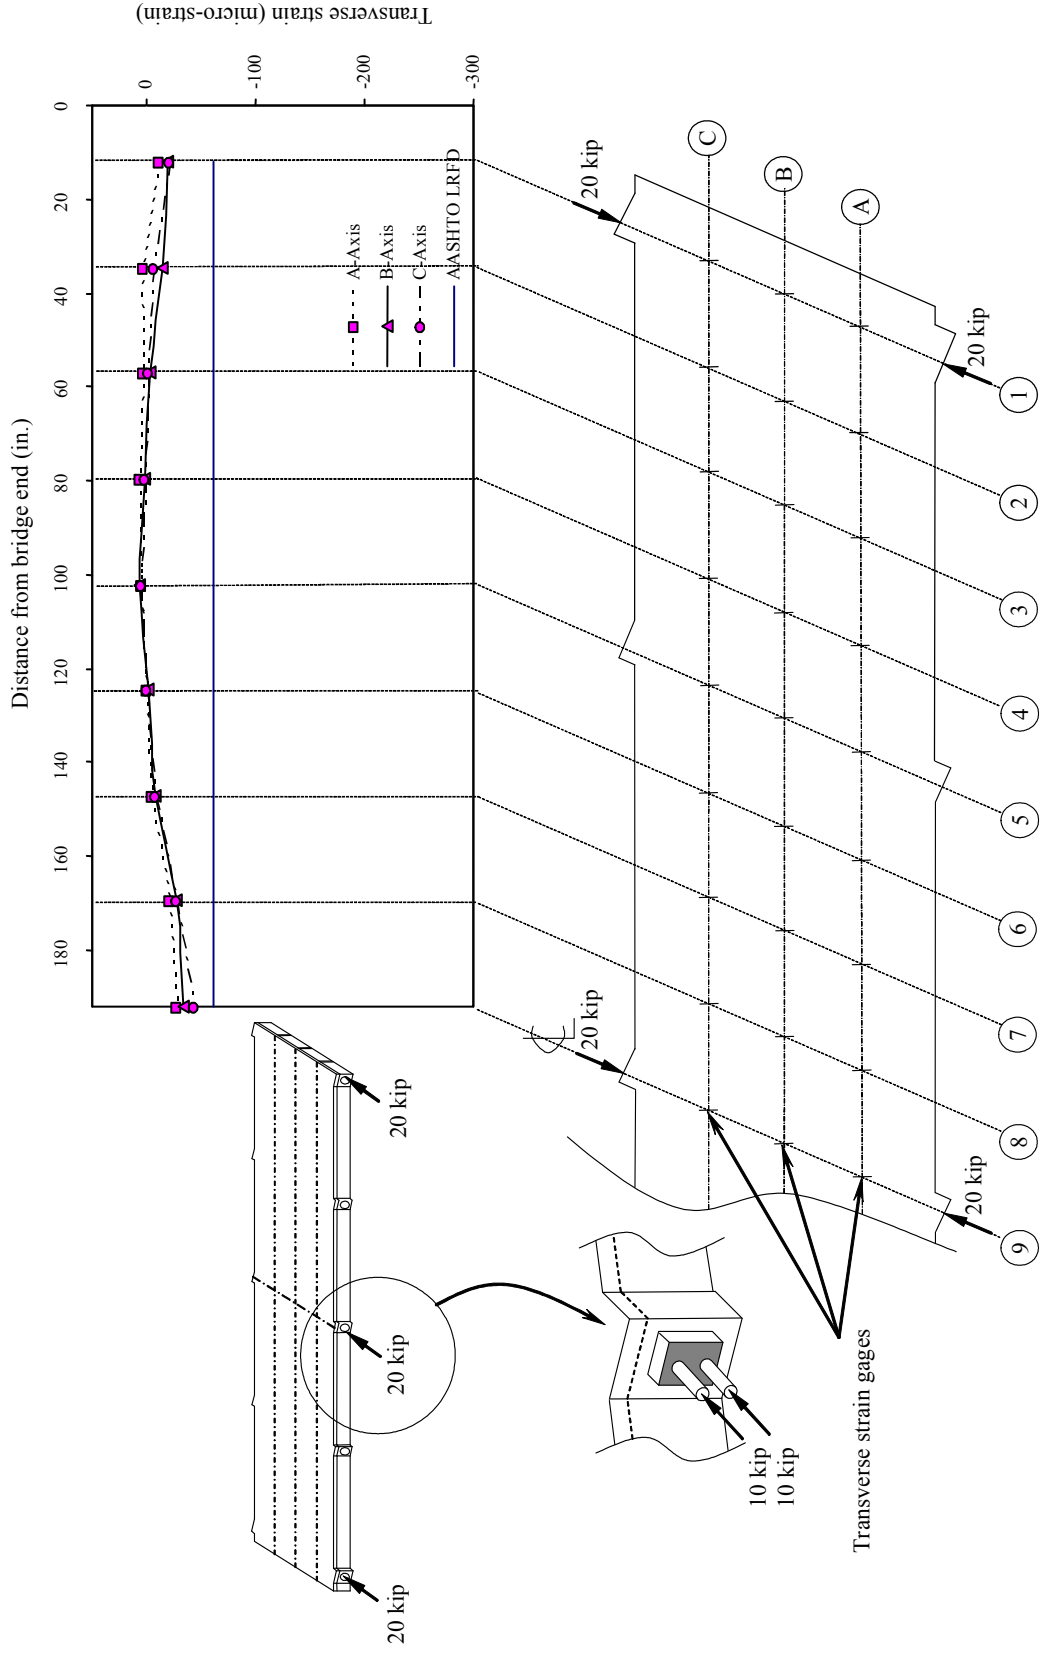 Distance from bridge end (in.)
180
160
140
120
100
80
60
40
20
0
0
-100
-200
-300
Transverse strain (micro-strain)
A-Axis
B-Axis
C-Axis
AASHTO LRFD
20 kip
20 kip
20 kip
20 kip
20 kip
C
B
A
20 kip
20 kip
10 kip
10 kip
Transverse strain gages
9
8
7
6
5
4
3
2
1